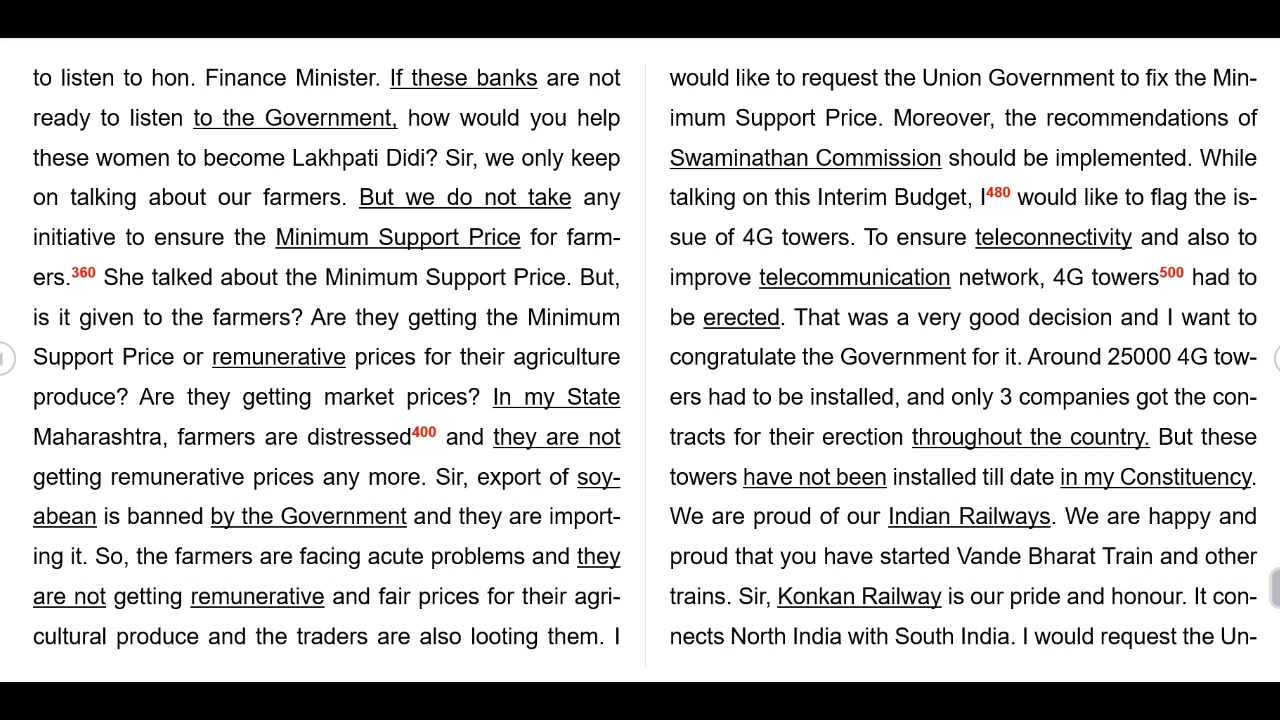 to listen to hon. Finance Minister. If these banks are not
ready to listen to the Government, how would you help
these women to become Lakhpati Didi? Sir, we only keep
on talking about our farmers. But we do not take any
initiative to ensure the Minimum Support Price for farm-
ers.360 She talked about the Minimum Support Price. But,
is it given to the farmers? Are they getting the Minimum
Support Price or remunerative prices for their agriculture
produce? Are they getting market prices? In my State
Maharashtra, farmers are distressed400 and they are not
getting remunerative prices any more. Sir, export of soy-
abean is banned by the Government and they are import-
ing it. So, the farmers are facing acute problems and they
are not getting remunerative and fair prices for their agri-
cultural produce and the traders are also looting them. I
would like to request the Union Government to fix the Min-
imum Support Price. Moreover, the recommendations of
Swaminathan Commission should be implemented. While
talking on this Interim Budget, I480 would like to flag the is-
sue of 4G towers. To ensure teleconnectivity and also to
improve telecommunication network, 4G towers500 had to
be erected. That was a very good decision and I want to
congratulate the Government for it. Around 25000 4G tow-
ers had to be installed, and only 3 companies got the con-
tracts for their erection throughout the country. But these
towers have not been installed till date in my Constituency.
We are proud of our Indian Railways. We are happy and
proud that you have started Vande Bharat Train and other
trains. Sir, Konkan Railway is our pride and honour. It con-
nects North India with South India. I would request the Un-